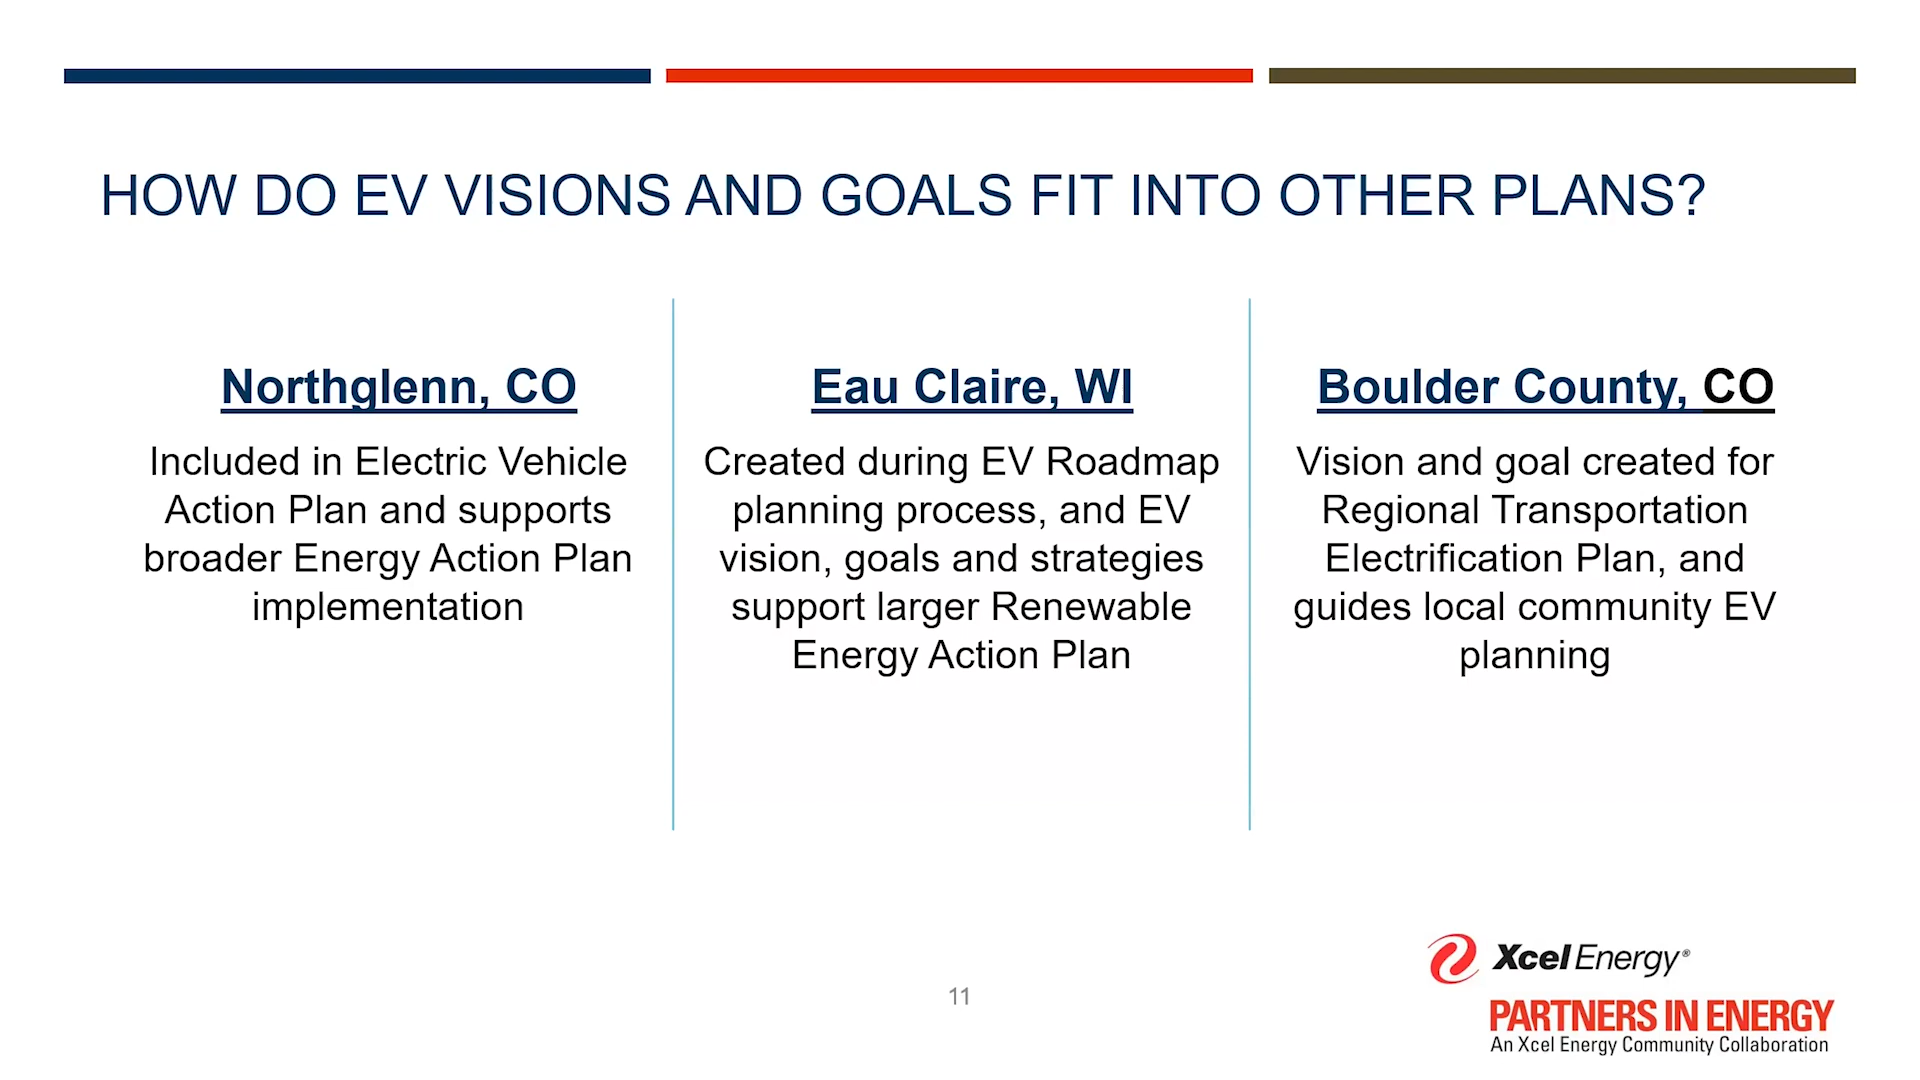 HOW DO EV VISIONS AND GOALS FIT INTO OTHER PLANS?
Northglenn, CO
Included in Electric Vehicle
Action Plan and supports
broader Energy Action Plan
implementation
Eau Claire, WI
Created during EV Roadmap
planning process, and EV
vision, goals and strategies
support larger Renewable
Energy Action Plan
Boulder County, CO
Vision and goal created for
Regional Transportation
Electrification Plan, and
guides local community EV
planning
11
Xcel Energy®
PARTNERS IN ENERGY
An Xcel Energy Community Collaboration